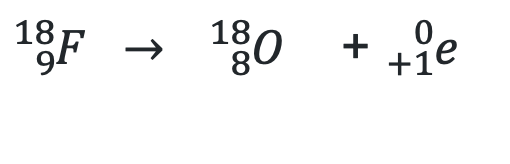 ¹⁸₉F → ¹⁸₈O + ⁰₊₁e